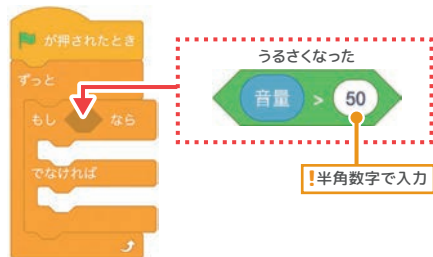 が押されたとき
ずっと
もし なら
でなければ
うるさくなった
音量 > 50
!半角数字で入力